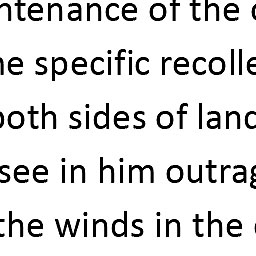 ntenance of the
he specific recolle
both sides of land
see in him outrag
the winds in the